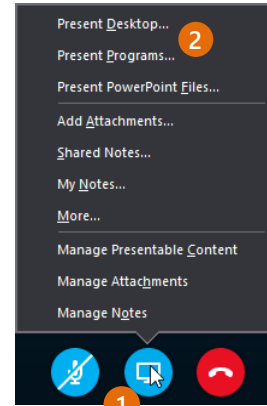 Present Desktop...
2
Present Programs...
Present PowerPoint Files...
Add Attachments...
Shared Notes...
My Notes...
More...
Manage Presentable Content
Manage Attachments
Manage Notes
1